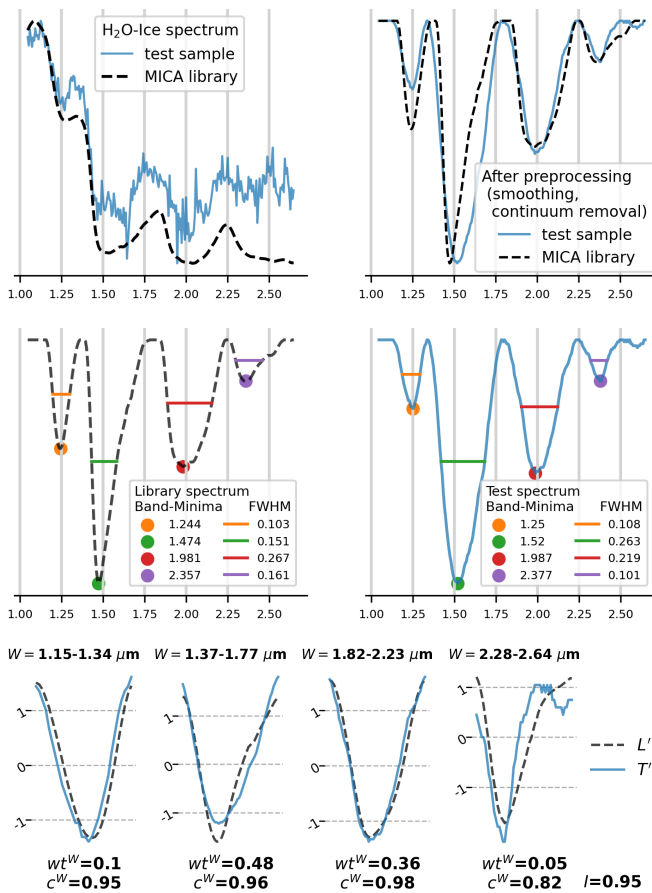 H₂O-Ice spectrum
test sample
MICA library
1.00 1.25 1.50 1.75 2.00 2.25 2.50
After preprocessing
(smoothing,
continuum removal)
test sample
MICA library
1.00 1.25 1.50 1.75 2.00 2.25 2.50
Library spectrum
Band-Minima FWHM
1.244 0.103
1.474 0.151
1.981 0.267
2.357 0.161
1.00 1.25 1.50 1.75 2.00 2.25 2.50
Test spectrum
Band-Minima FWHM
1.25 0.108
1.52 0.263
1.987 0.219
2.377 0.101
1.00 1.25 1.50 1.75 2.00 2.25 2.50
W = 1.15-1.34 μm W = 1.37-1.77 μm W = 1.82-2.23 μm W = 2.28-2.64 μm
1 1 1 1
0 0 0 0
-1 -1 -1 -1
L′
T′
wtᵂ=0.1 wtᵂ=0.48 wtᵂ=0.36 wtᵂ=0.05
cᵂ=0.95 cᵂ=0.96 cᵂ=0.98 cᵂ=0.82 I=0.95